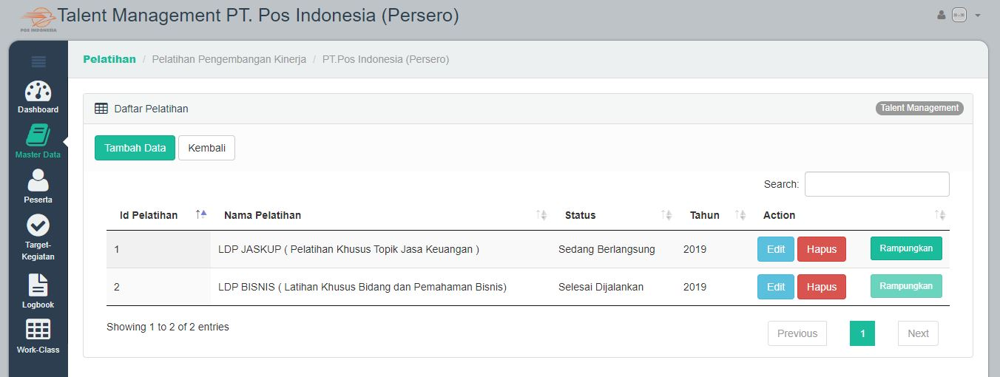 POS INDONESIA
Talent Management PT. Pos Indonesia (Persero)
Pelatihan / Pelatihan Pengembangan Kinerja / PT.Pos Indonesia (Persero)
Dashboard
Master Data
Peserta
Target-
Kegiatan
Logbook
Work-Class
Daftar Pelatihan
Talent Management
Tambah Data Kembali
Search:
Id Pelatihan Nama Pelatihan Status Tahun Action
1 LDP JASKUP ( Pelatihan Khusus Topik Jasa Keuangan ) Sedang Berlangsung 2019 Edit Hapus Rampungkan
2 LDP BISNIS ( Latihan Khusus Bidang dan Pemahaman Bisnis) Selesai Dijalankan 2019 Edit Hapus Rampungkan
Showing 1 to 2 of 2 entries
Previous 1 Next